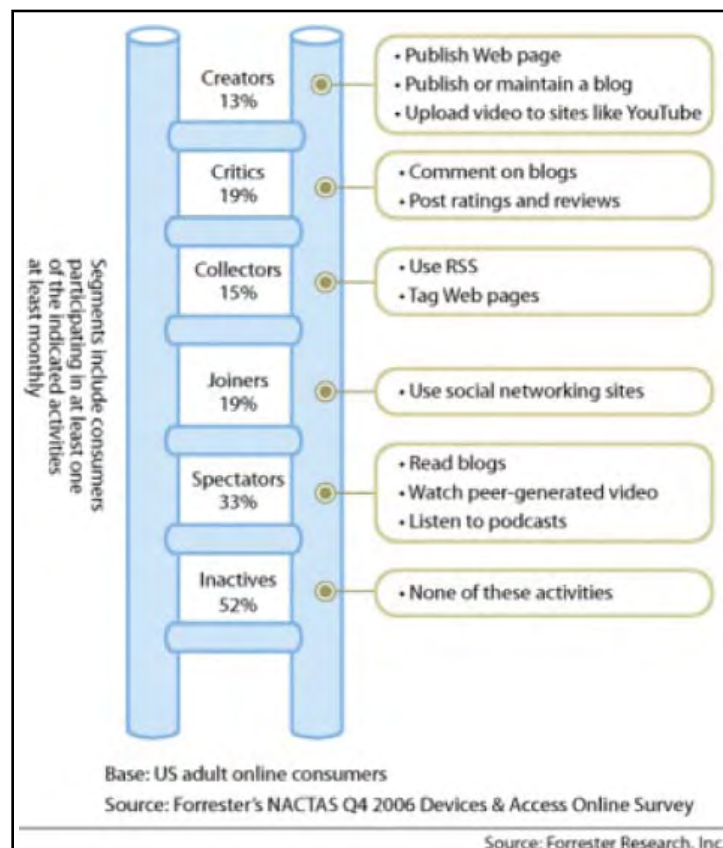 Creators
13%
• Publish Web page
• Publish or maintain a blog
• Upload video to sites like YouTube
Critics
19%
• Comment on blogs
• Post ratings and reviews
Collectors
15%
• Use RSS
• Tag Web pages
Joiners
19%
• Use social networking sites
Spectators
33%
• Read blogs
• Watch peer-generated video
• Listen to podcasts
Inactives
52%
• None of these activities
Segments include consumers
participating in at least one
of the indicated activities
at least monthly
Base: US adult online consumers
Source: Forrester's NACTAS Q4 2006 Devices & Access Online Survey
Source: Forrester Research, Inc